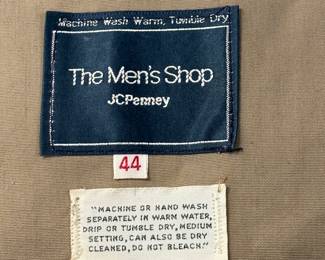 Machine Wash Warm, Tumble Dry
The Men's Shop
JCPenney
44
"MACHINE OR HAND WASH
SEPARATELY IN WARM WATER,
DRIP OR TUMBLE DRY, MEDIUM
SETTING, CAN ALSO BE DRY
CLEANED, DO NOT BLEACH."